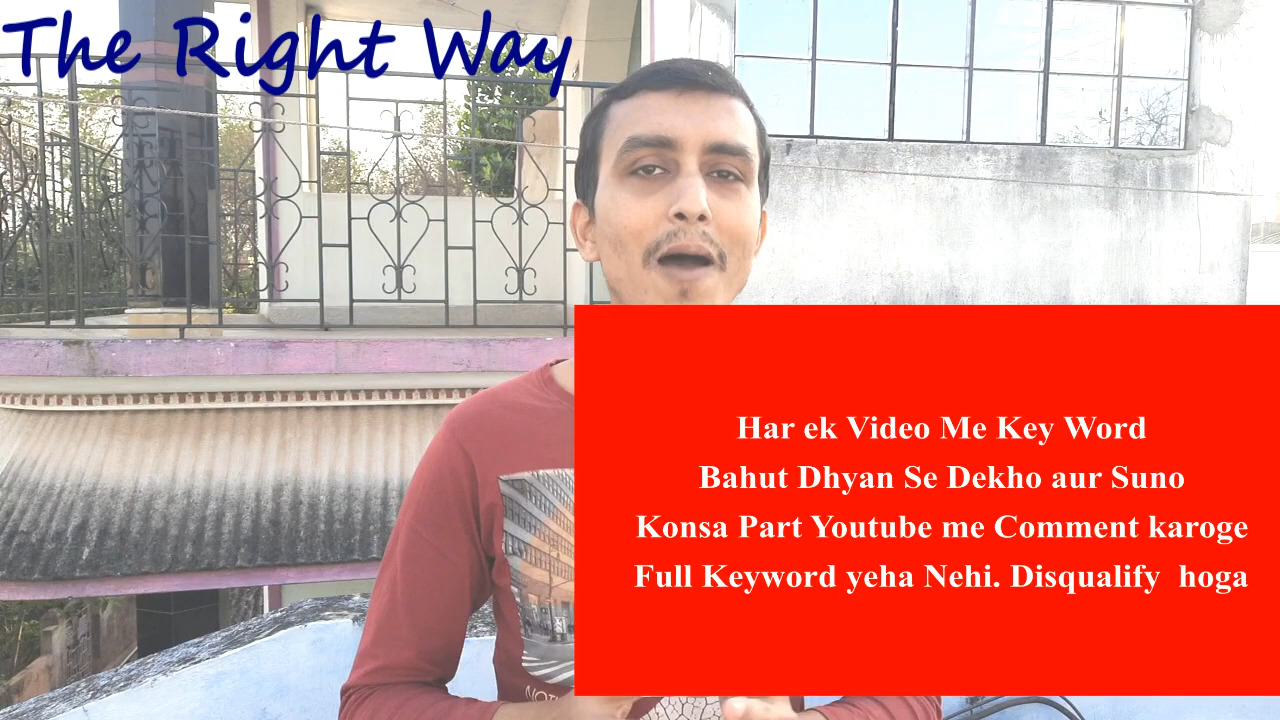 The Right Way
Har ek Video Me Key Word
Bahut Dhyan Se Dekho aur Suno
Konsa Part Youtube me Comment karoge
Full Keyword yeha Nehi. Disqualify hoga